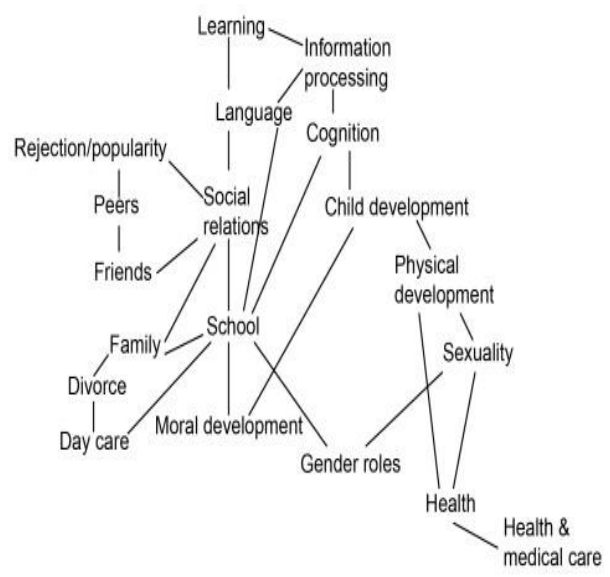 Learning
Information
processing
Language
Cognition
Rejection/popularity
Social
relations
Peers
Child development
Friends
Physical
development
School
Family
Sexuality
Divorce
Moral development
Day care
Gender roles
Health
Health &
medical care